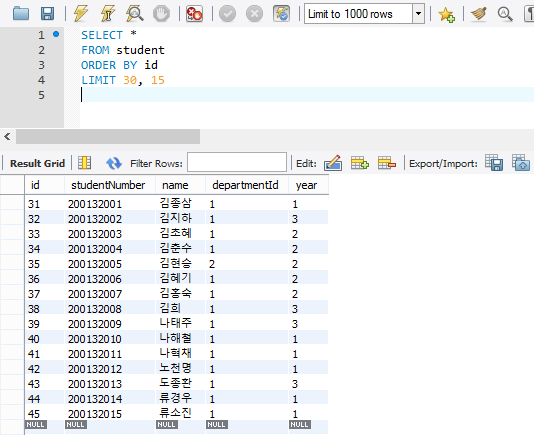 Limit to 1000 rows
1 SELECT *
2 FROM student
3 ORDER BY id
4 LIMIT 30, 15
5
Result Grid Filter Rows: Edit: Export/Import:
id studentNumber name departmentId year
31 200132001 김종삼 1 1
32 200132002 김지하 1 3
33 200132003 김초혜 1 2
34 200132004 김춘수 1 2
35 200132005 김현승 2 2
36 200132006 김혜기 1 2
37 200132007 김홍숙 1 2
38 200132008 김희 1 3
39 200132009 나태주 1 3
40 200132010 나해철 1 1
41 200132011 나혁채 1 1
42 200132012 노천명 1 1
43 200132013 도종환 1 3
44 200132014 류경우 1 1
45 200132015 류소진 1 1
NULL NULL NULL NULL NULL